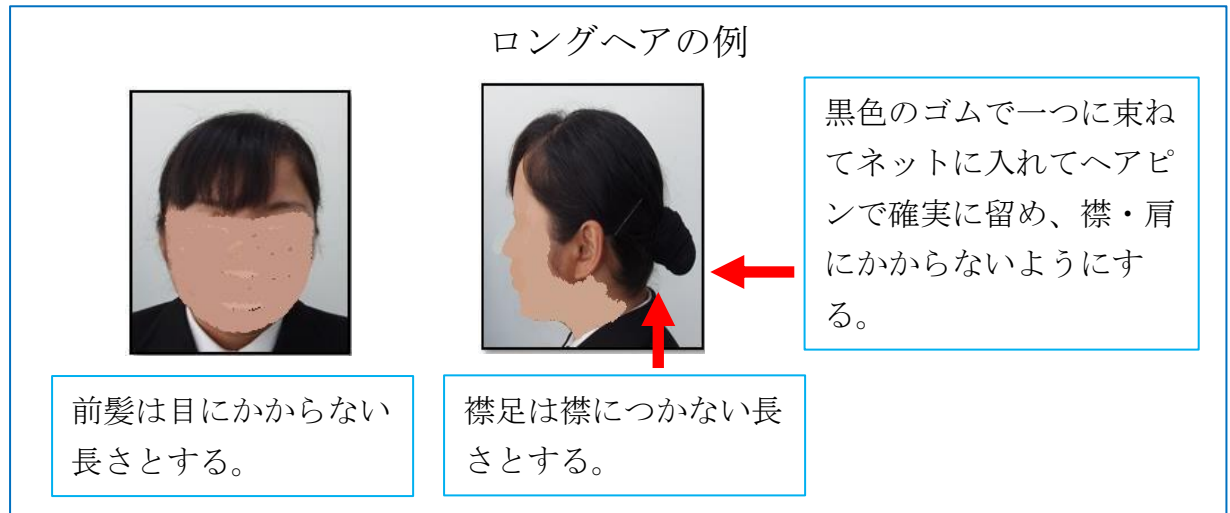 ロングヘアの例
黒色のゴムで一つに束ね
てネットに入れてヘアピ
ンで確実に留め、襟・肩
にかからないようにす
る。
前髪は目にかからない
長さとする。
襟足は襟につかない長
さとする。